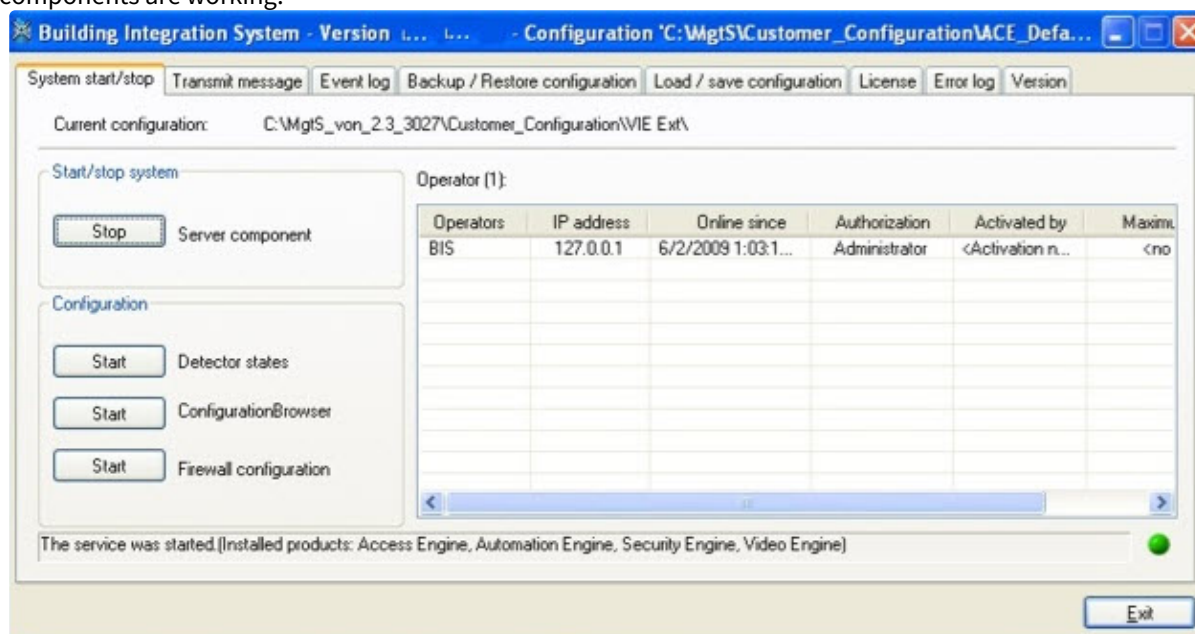 components are working.
Building Integration System - Version ... ... - Configuration 'C:\MgtS\Customer_Configuration\ACE_Defa...
System start/stop Transmit message Event log Backup / Restore configuration Load / save configuration License Error log Version
Current configuration: C:\MgtS_von_2.3_3027\Customer_Configuration\VIE Ext\
Start/stop system
Operator (1):
Stop Server component
Operators IP address Online since Authorization Activated by Maximu
BIS 127.0.0.1 6/2/2009 1:03:1... Administrator <Activation n... <no
Configuration
Start Detector states
Start ConfigurationBrowser
Start Firewall configuration
The service was started.(Installed products: Access Engine, Automation Engine, Security Engine, Video Engine)
Exit